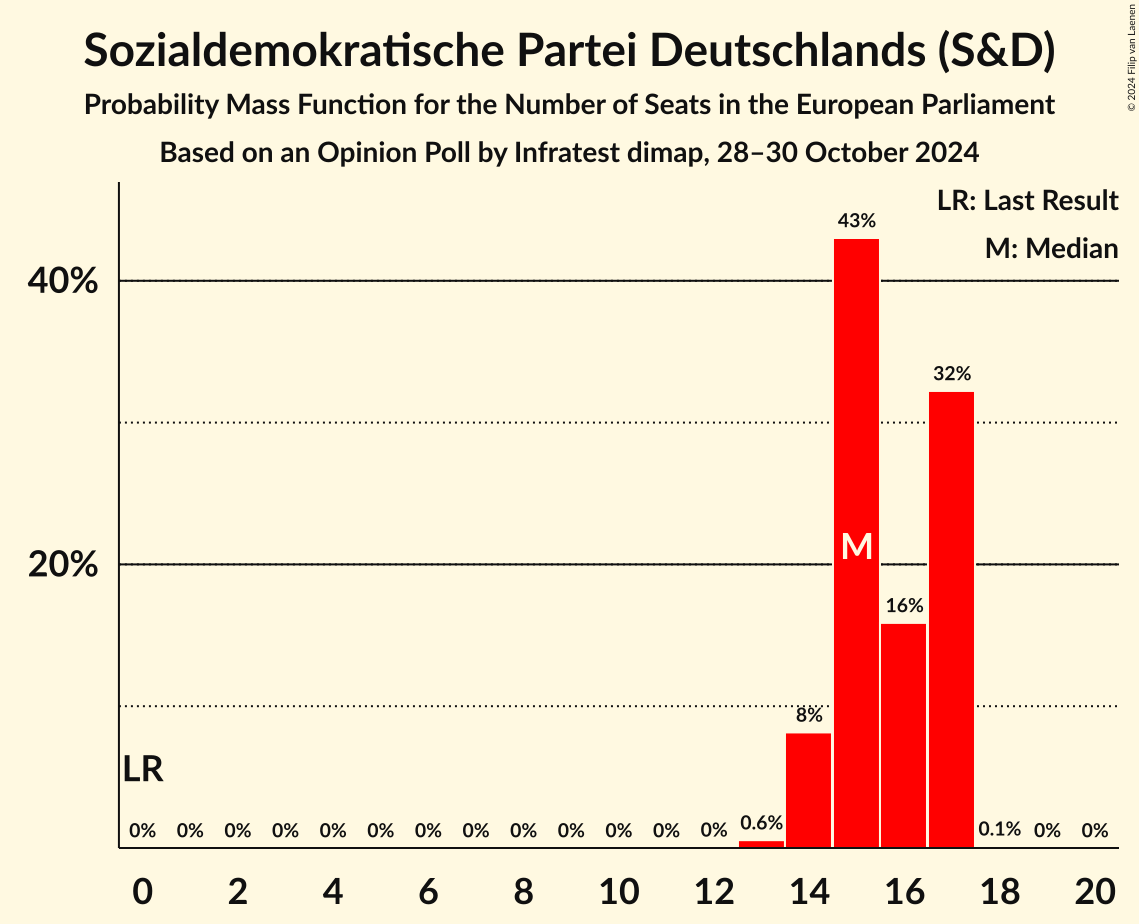 Sozialdemokratische Partei Deutschlands (S&D)
Probability Mass Function for the Number of Seats in the European Parliament
Based on an Opinion Poll by Infratest dimap, 28–30 October 2024
© 2024 Filip van Laenen
LR: Last Result
M: Median
43%
40%
32%
M
20%
16%
8%
LR
0% 0% 0% 0% 0% 0% 0% 0% 0% 0% 0% 0% 0% 0.6% 0.1% 0% 0%
0 2 4 6 8 10 12 14 16 18 20